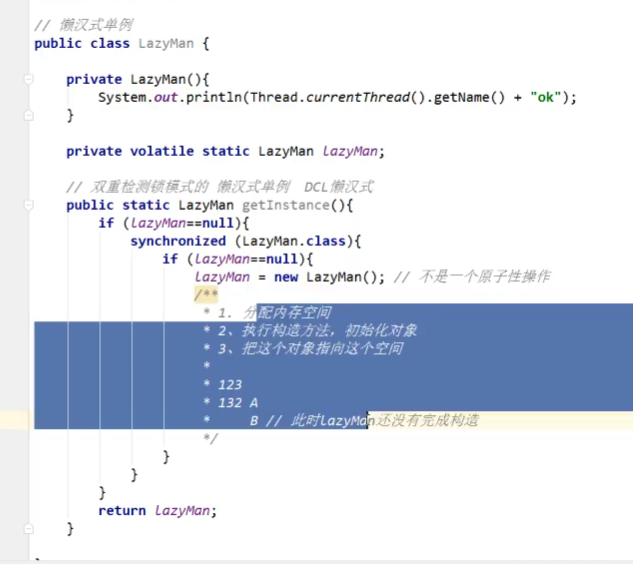 // 懒汉式单例
public class LazyMan {
private LazyMan(){
System.out.println(Thread.currentThread().getName() + "ok");
}
private volatile static LazyMan lazyMan;
// 双重检测锁模式的 懒汉式单例 DCL懒汉式
public static LazyMan getInstance(){
if (lazyMan==null){
synchronized (LazyMan.class){
if (lazyMan==null){
lazyMan = new LazyMan(); // 不是一个原子性操作
/**
* 1. 分配内存空间
* 2、执行构造方法，初始化对象
* 3、把这个对象指向这个空间
*
* 123
* 132 A
* B // 此时lazyMan还没有完成构造
*/
}
}
}
return lazyMan;
}